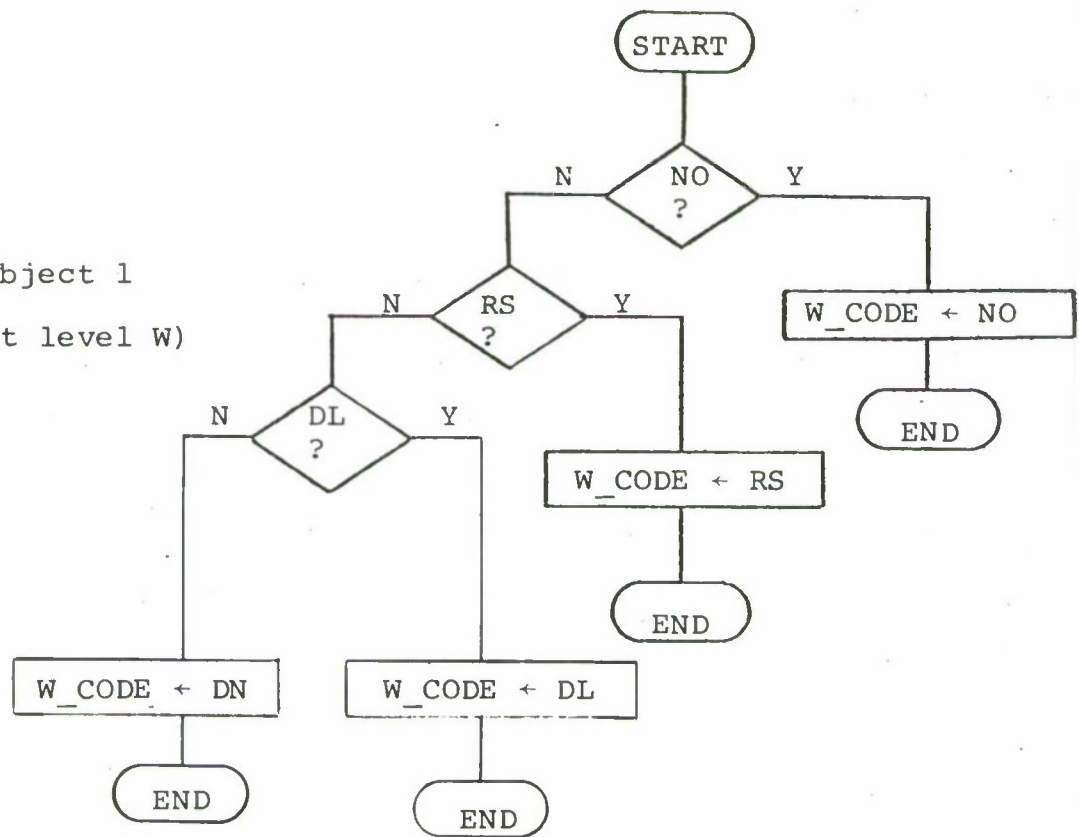 START
N NO Y
?
bject 1
N RS Y
?
W_CODE ← NO
t level W)
N DL Y
?
END
W_CODE ← RS
END
W_CODE ← DN
W_CODE ← DL
END
END